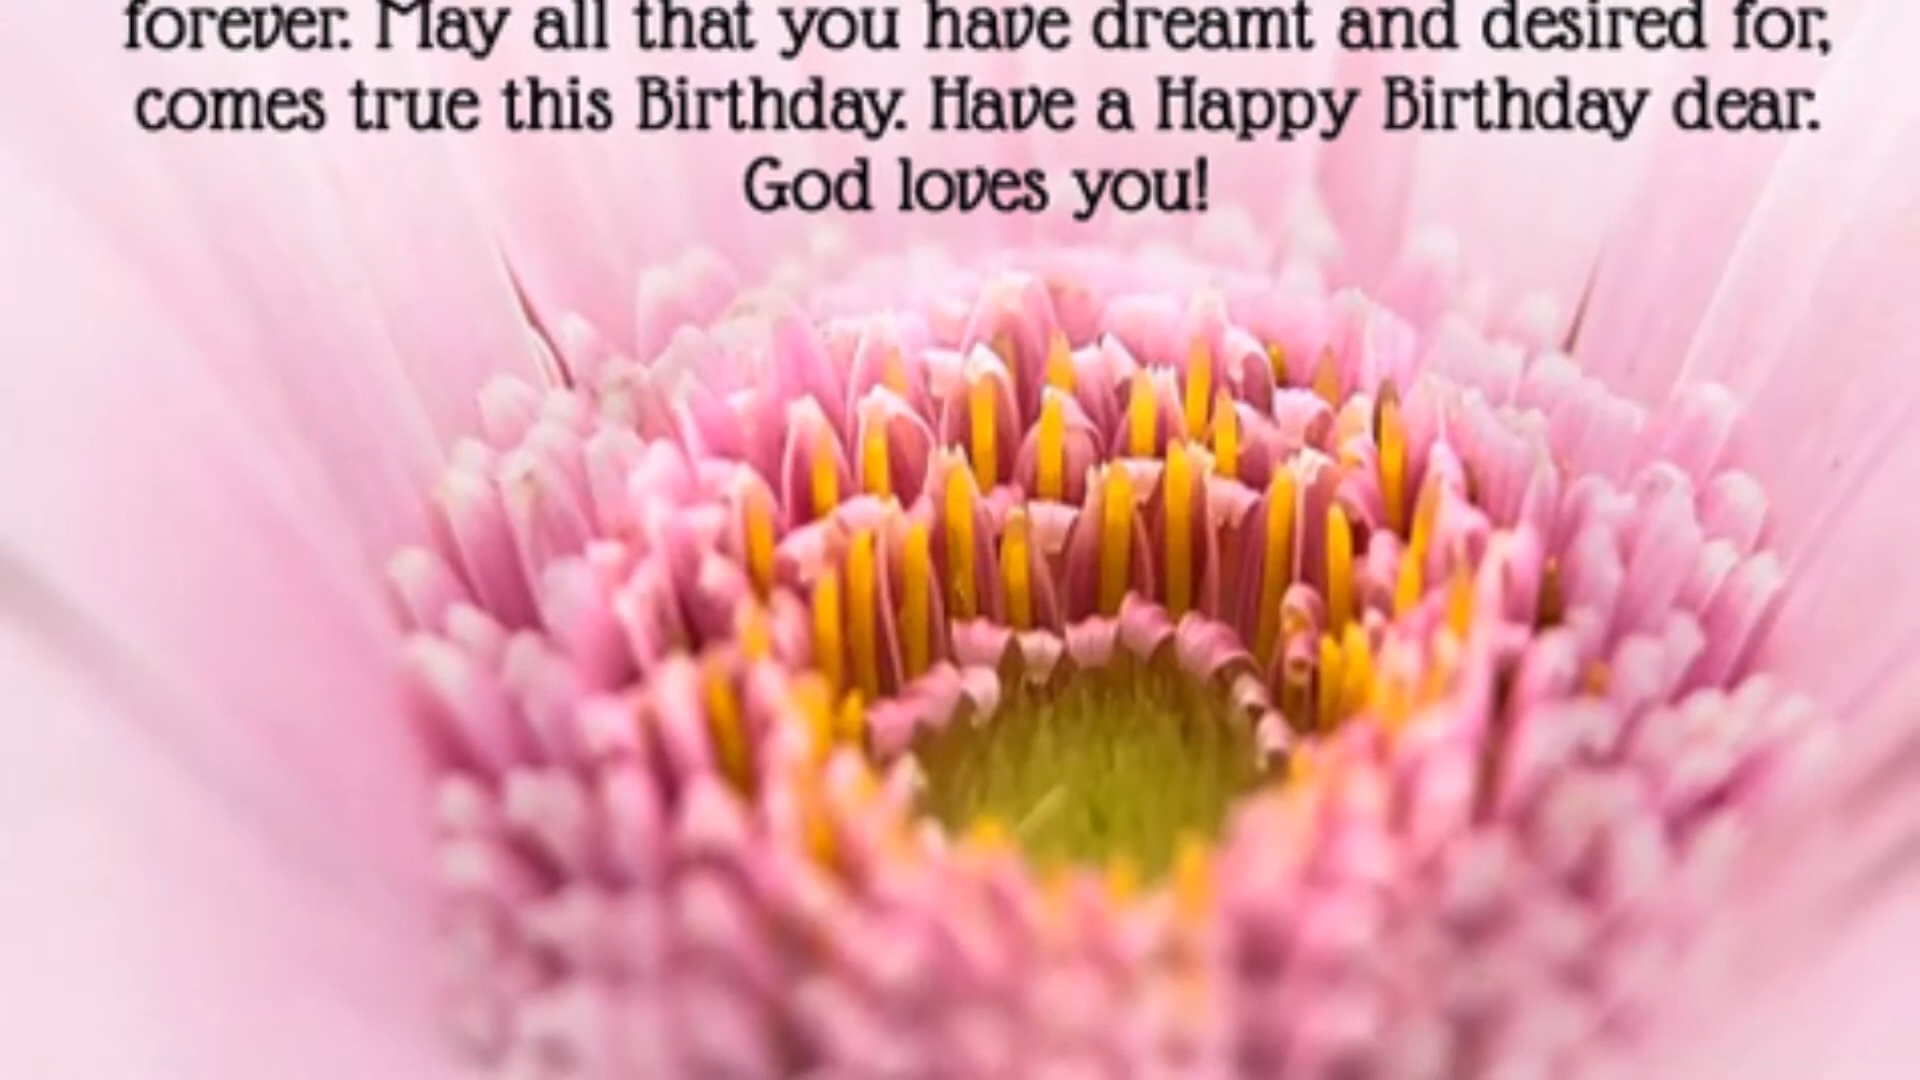 forever. May all that you have dreamt and desired for,
comes true this Birthday. Have a Happy Birthday dear.
God loves you!